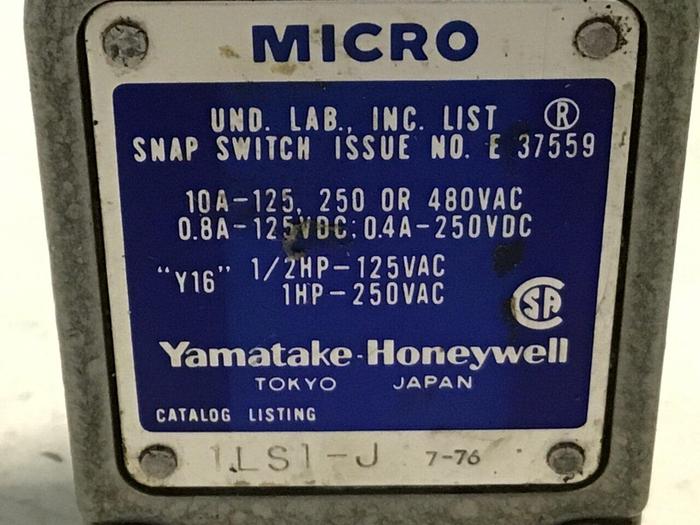 MICRO
UND. LAB., INC. LIST ®
SNAP SWITCH ISSUE NO. E 37559
10A-125, 250 OR 480VAC
0.8A-125VDC; 0.4A-250VDC
"Y16" 1/2HP-125VAC
1HP-250VAC
SA
Yamatake-Honeywell
TOKYO JAPAN
CATALOG LISTING
1LS1-J 7-76